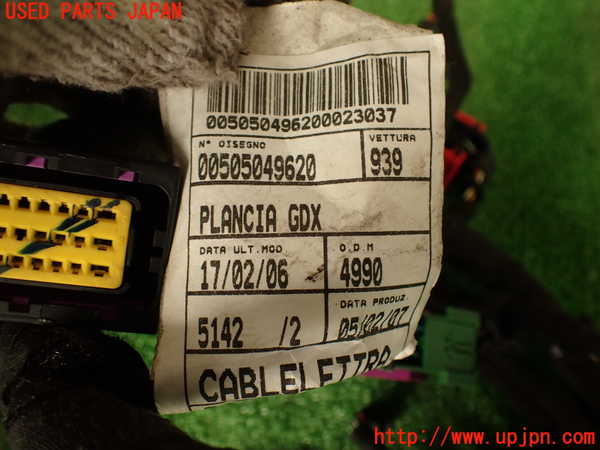 USED PARTS JAPAN
0050504962000023037
N° DISEGNO
VETTURA
00505049620
939
PLANCIA GDX
DATA ULT.MOD
O.D.M
17/02/06
4990
DATA PRODUZ
5142 /2
05/02/07
CABLELETTRA
http://www.upjpn.com/